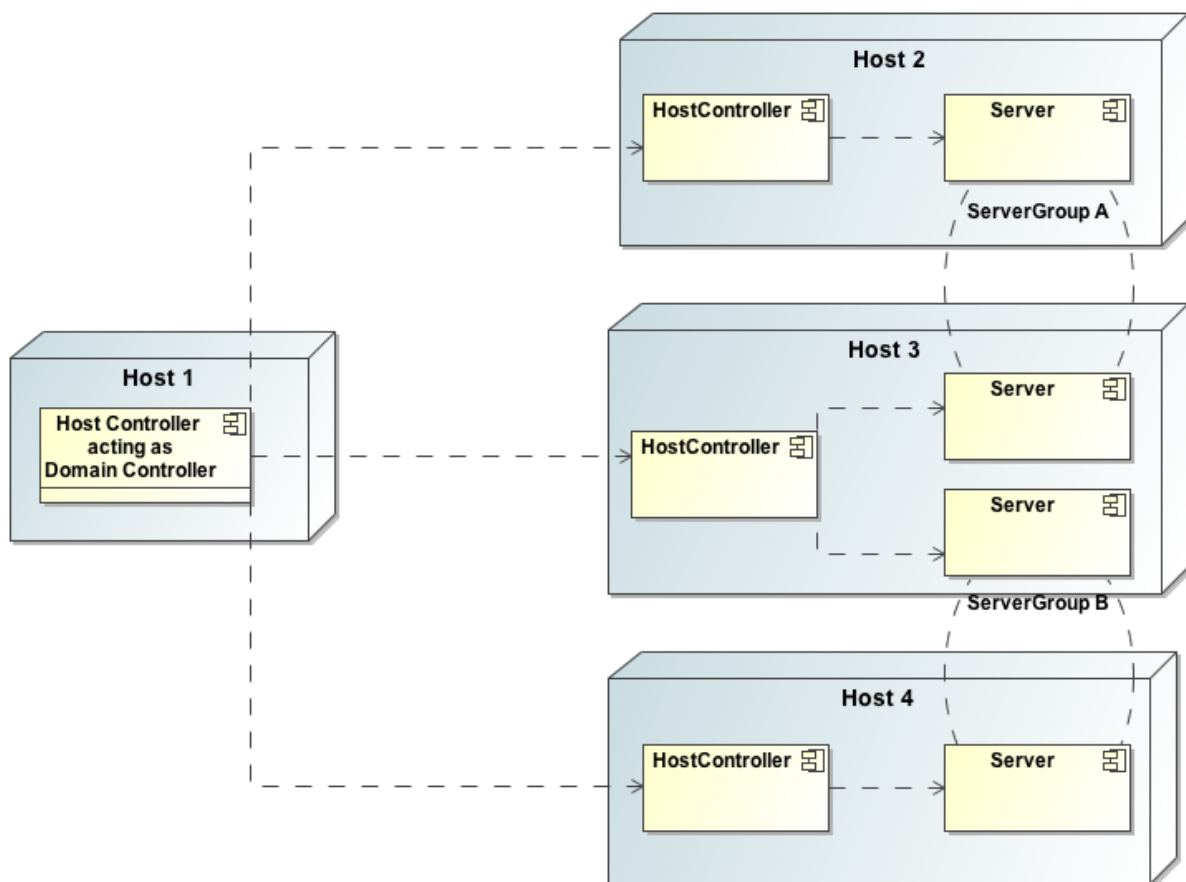 Host 2
HostController
Server
ServerGroup A
Host 1
Host Controller
acting as
Domain Controller
Host 3
HostController
Server
Server
ServerGroup B
Host 4
HostController
Server